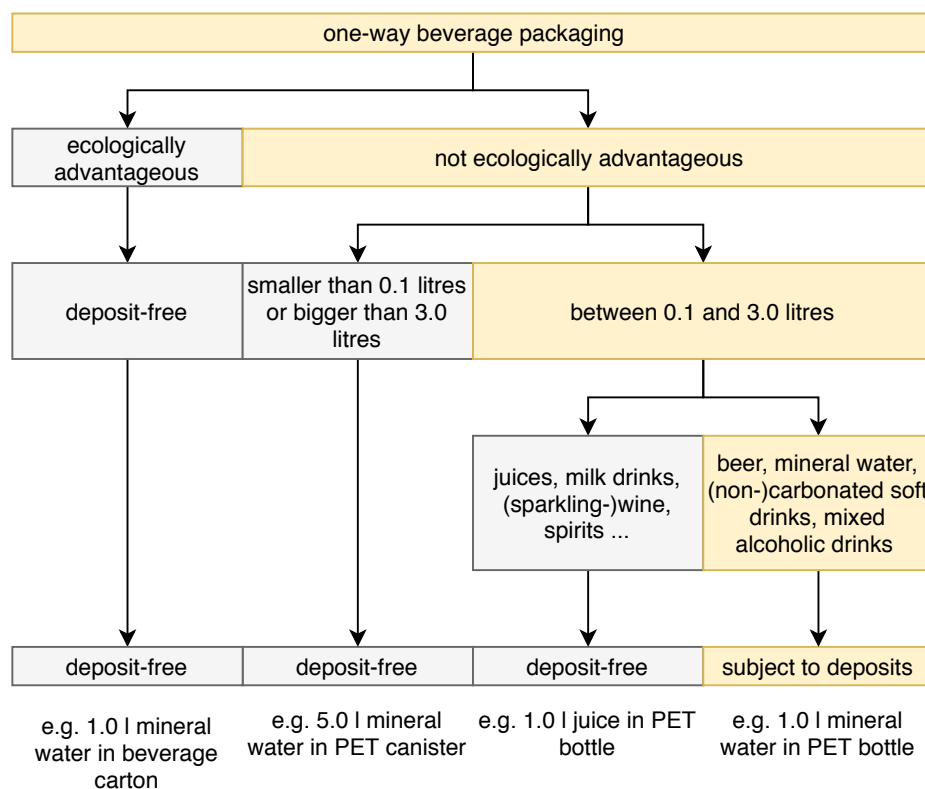 one-way beverage packaging
ecologically
advantageous
not ecologically advantageous
deposit-free
smaller than 0.1 litres
or bigger than 3.0
litres
between 0.1 and 3.0 litres
juices, milk drinks,
(sparkling-)wine,
spirits ...
beer, mineral water,
(non-)carbonated soft
drinks, mixed
alcoholic drinks
deposit-free
deposit-free
deposit-free
subject to deposits
e.g. 1.0 l mineral
water in beverage
carton
e.g. 5.0 l mineral
water in PET canister
e.g. 1.0 l juice in PET
bottle
e.g. 1.0 l mineral
water in PET bottle